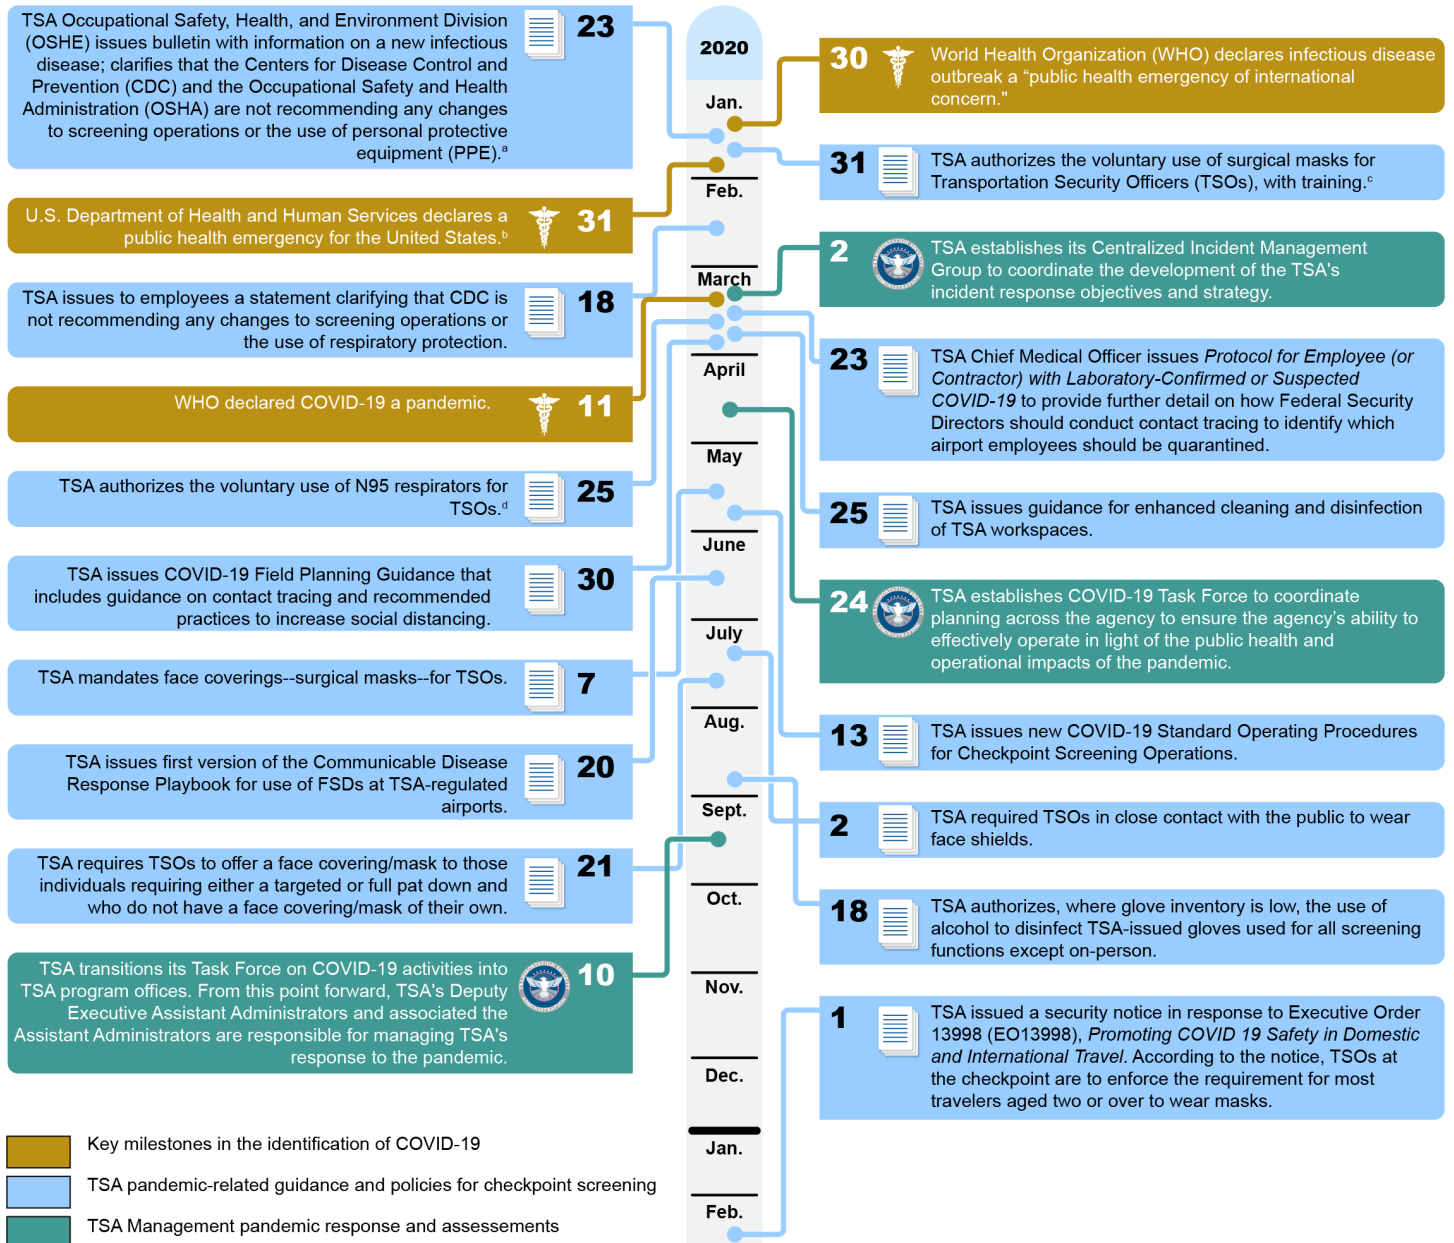 TSA Occupational Safety, Health, and Environment Division
(OSHE) issues bulletin with information on a new infectious
disease; clarifies that the Centers for Disease Control and
Prevention (CDC) and the Occupational Safety and Health
Administration (OSHA) are not recommending any changes
to screening operations or the use of personal protective
equipment (PPE).a
23
U.S. Department of Health and Human Services declares a
public health emergency for the United States.b
31
TSA issues to employees a statement clarifying that CDC is
not recommending any changes to screening operations or
the use of respiratory protection.
18
WHO declared COVID-19 a pandemic.
11
TSA authorizes the voluntary use of N95 respirators for
TSOs.d
25
TSA issues COVID-19 Field Planning Guidance that
includes guidance on contact tracing and recommended
practices to increase social distancing.
30
TSA mandates face coverings--surgical masks--for TSOs.
7
TSA issues first version of the Communicable Disease
Response Playbook for use of FSDs at TSA-regulated
airports.
20
TSA requires TSOs to offer a face covering/mask to those
individuals requiring either a targeted or full pat down and
who do not have a face covering/mask of their own.
21
TSA transitions its Task Force on COVID-19 activities into
TSA program offices. From this point forward, TSA's Deputy
Executive Assistant Administrators and associated the
Assistant Administrators are responsible for managing TSA's
response to the pandemic.
10
2020
Jan.
Feb.
March
April
May
June
July
Aug.
Sept.
Oct.
Nov.
Dec.
Jan.
Feb.
30
World Health Organization (WHO) declares infectious disease
outbreak a “public health emergency of international
concern."
31
TSA authorizes the voluntary use of surgical masks for
Transportation Security Officers (TSOs), with training.c
2
TSA establishes its Centralized Incident Management
Group to coordinate the development of the TSA's
incident response objectives and strategy.
23
TSA Chief Medical Officer issues Protocol for Employee (or
Contractor) with Laboratory-Confirmed or Suspected
COVID-19 to provide further detail on how Federal Security
Directors should conduct contact tracing to identify which
airport employees should be quarantined.
25
TSA issues guidance for enhanced cleaning and disinfection
of TSA workspaces.
24
TSA establishes COVID-19 Task Force to coordinate
planning across the agency to ensure the agency’s ability to
effectively operate in light of the public health and
operational impacts of the pandemic.
13
TSA issues new COVID-19 Standard Operating Procedures
for Checkpoint Screening Operations.
2
TSA required TSOs in close contact with the public to wear
face shields.
18
TSA authorizes, where glove inventory is low, the use of
alcohol to disinfect TSA-issued gloves used for all screening
functions except on-person.
1
TSA issued a security notice in response to Executive Order
13998 (EO13998), Promoting COVID 19 Safety in Domestic
and International Travel. According to the notice, TSOs at
the checkpoint are to enforce the requirement for most
travelers aged two or over to wear masks.
Key milestones in the identification of COVID-19
TSA pandemic-related guidance and policies for checkpoint screening
TSA Management pandemic response and assessements